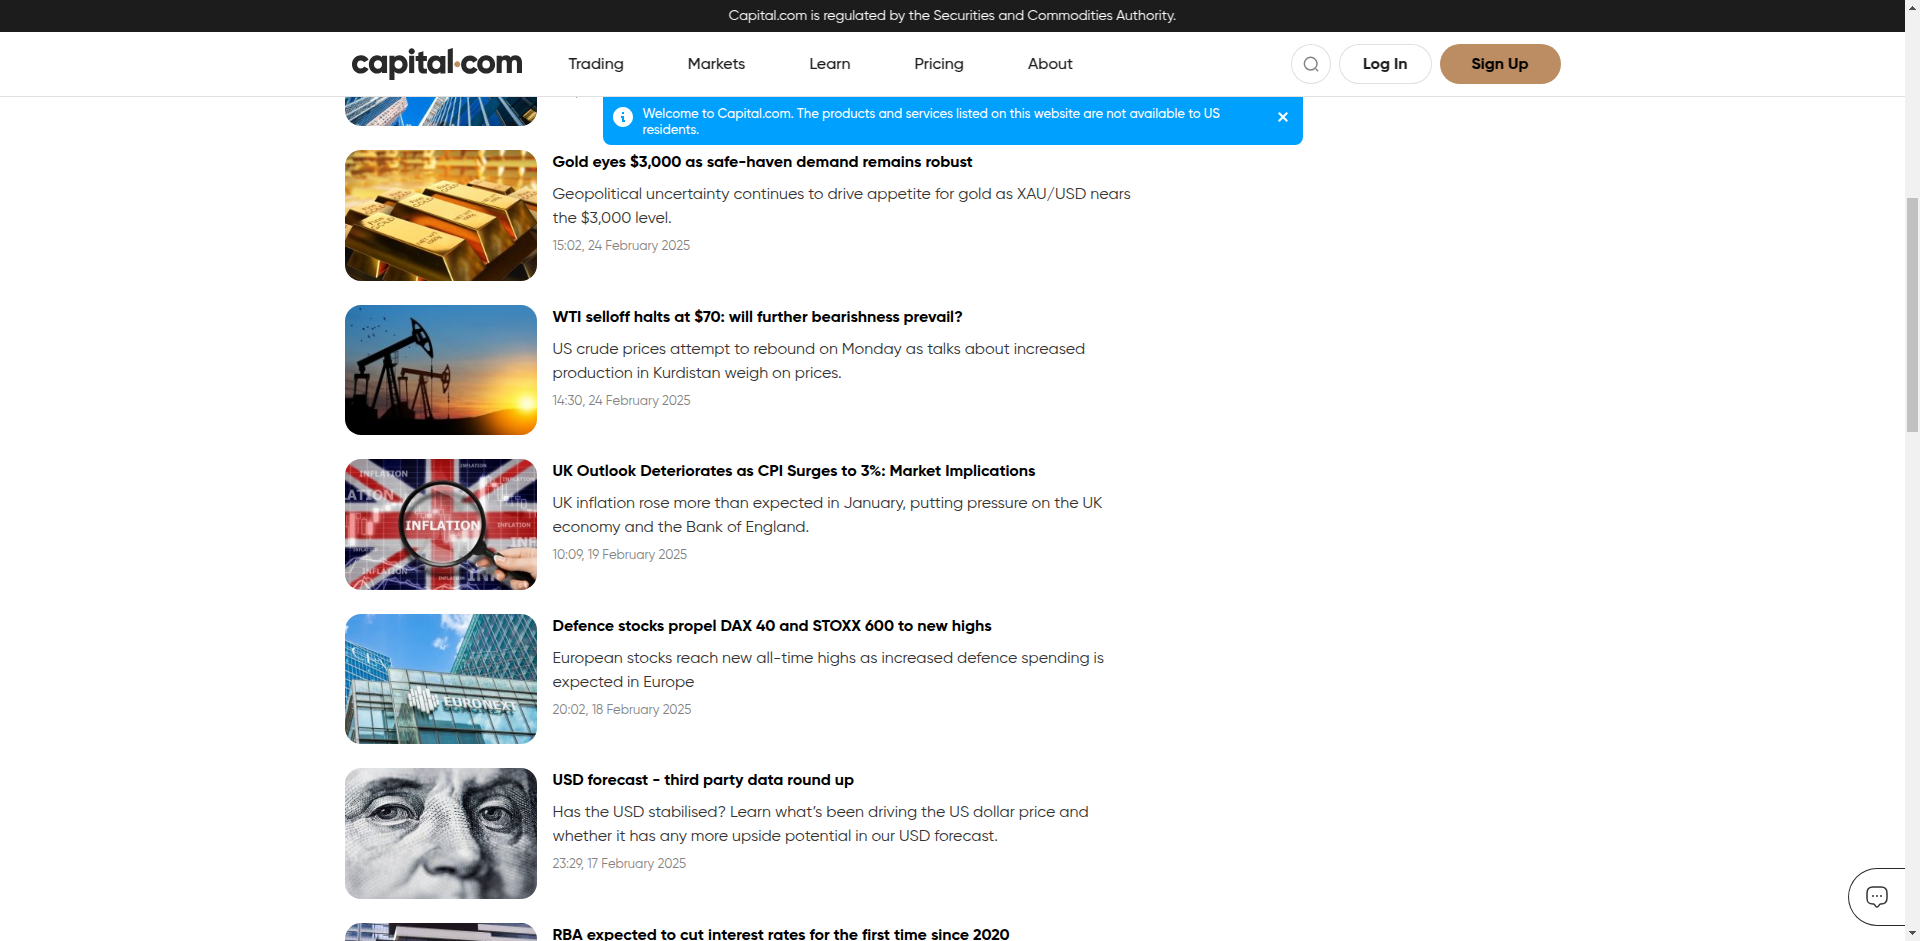 Capital.com is regulated by the Securities and Commodities Authority.
capital.com
Trading
Markets
Learn
Pricing
About
Log In
Sign Up
Welcome to Capital.com. The products and services listed on this website are not available to US
residents.
Gold eyes $3,000 as safe-haven demand remains robust
Geopolitical uncertainty continues to drive appetite for gold as XAU/USD nears
the $3,000 level.
15:02, 24 February 2025
WTI selloff halts at $70: will further bearishness prevail?
US crude prices attempt to rebound on Monday as talks about increased
production in Kurdistan weigh on prices.
14:30, 24 February 2025
INFLATION
INFLATION
INFLATION
INFLATION
UK Outlook Deteriorates as CPI Surges to 3%: Market Implications
UK inflation rose more than expected in January, putting pressure on the UK
economy and the Bank of England.
10:09, 19 February 2025
EURONEXT
Defence stocks propel DAX 40 and STOXX 600 to new highs
European stocks reach new all-time highs as increased defence spending is
expected in Europe
20:02, 18 February 2025
USD forecast - third party data round up
Has the USD stabilised? Learn what's been driving the US dollar price and
whether it has any more upside potential in our USD forecast.
23:29, 17 February 2025
RBA expected to cut interest rates for the first time since 2020